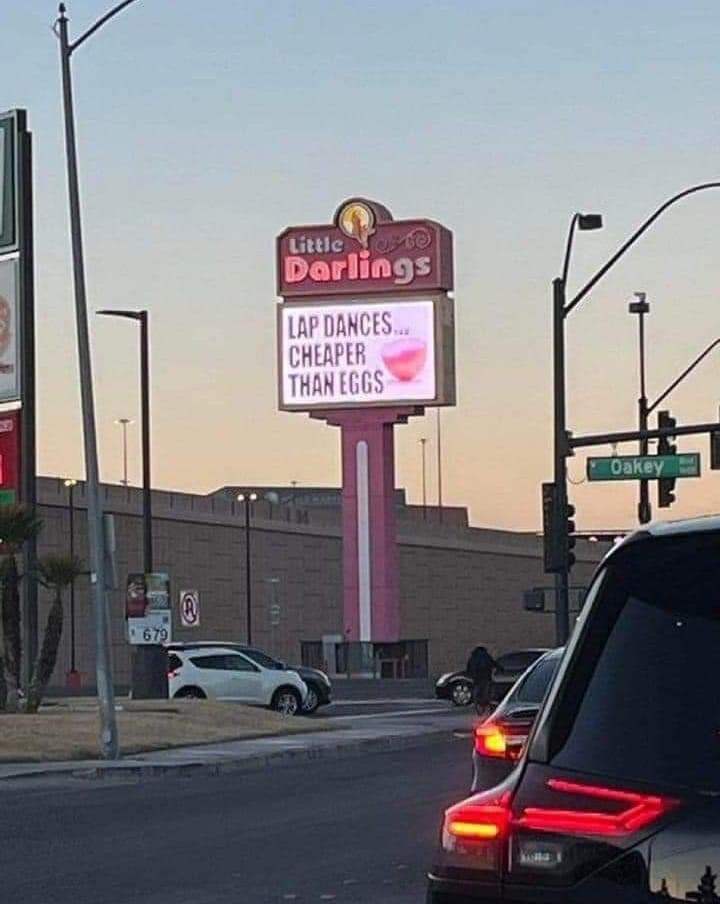 Little
Darlings
LAP DANCES...
CHEAPER
THAN EGGS
Oakey
R
679